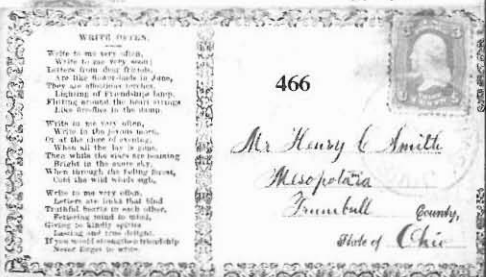 WRITE OFTEN.
Write to me very often,
Write to me very soon;
Letters from dear friends,
Are like flower-buds in June,
They are affections torches,
Lighting of Friendships lamp,
Flitting around the heart strings
Like fire-flies in the damp.
Write to me very often,
Write in the joyous morn,
Or at the close of evening,
When all the day is gone.
Then while the stars are beaming
Bright in the azure sky,
When through the fading forest,
Cold the wild winds sigh,
Write to me very often,
Letters are links that bind
Truthful hearts to each other,
Fettering mind to mind,
Giving to kindly spirits
Lasting and true delight.
If you would strengthen friendship
Never forget to write.
466
Mr Henry C Smith
Mesopotara
Trumbull County,
State of Ohio